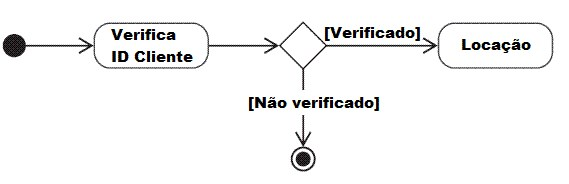 Verifica
ID Cliente
[Verificado]
Locação
[Não verificado]